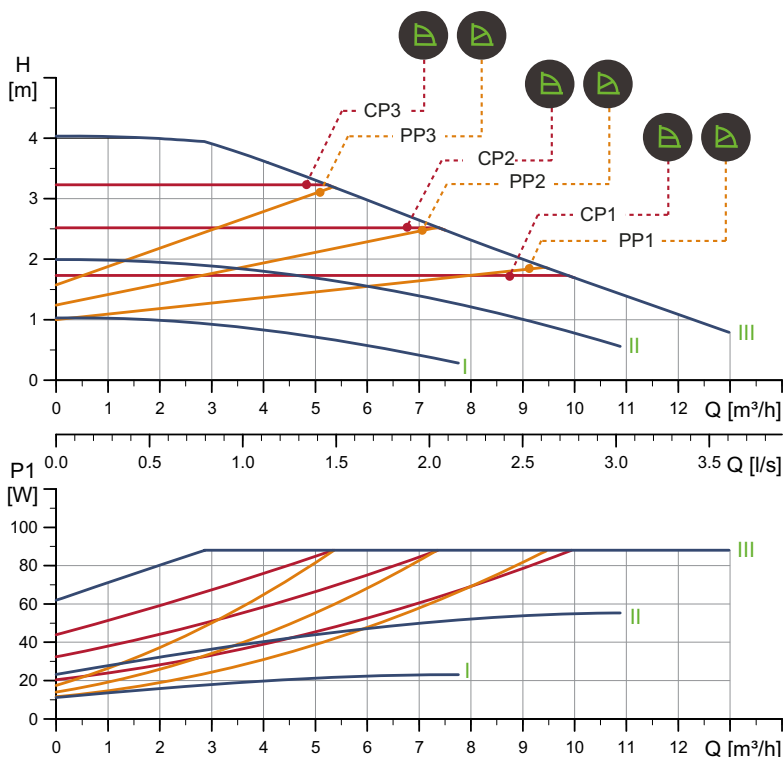 H
[m]
CP3
PP3
CP2
PP2
CP1
PP1
4
3
2
1
0
III
II
I
0 1 2 3 4 5 6 7 8 9 10 11 12 Q [m³/h]
0.0 0.5 1.0 1.5 2.0 2.5 3.0 3.5 Q [l/s]
P1
[W]
100
80
60
40
20
0
III
II
I
0 1 2 3 4 5 6 7 8 9 10 11 12 Q [m³/h]